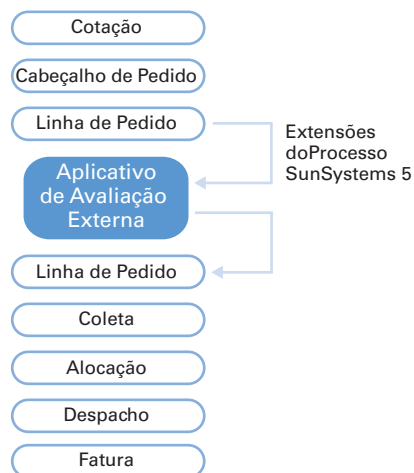 Cotação
Cabeçalho de Pedido
Linha de Pedido
Extensões
doProcesso
SunSystems 5
Aplicativo
de Avaliação
Externa
Linha de Pedido
Coleta
Alocação
Despacho
Fatura